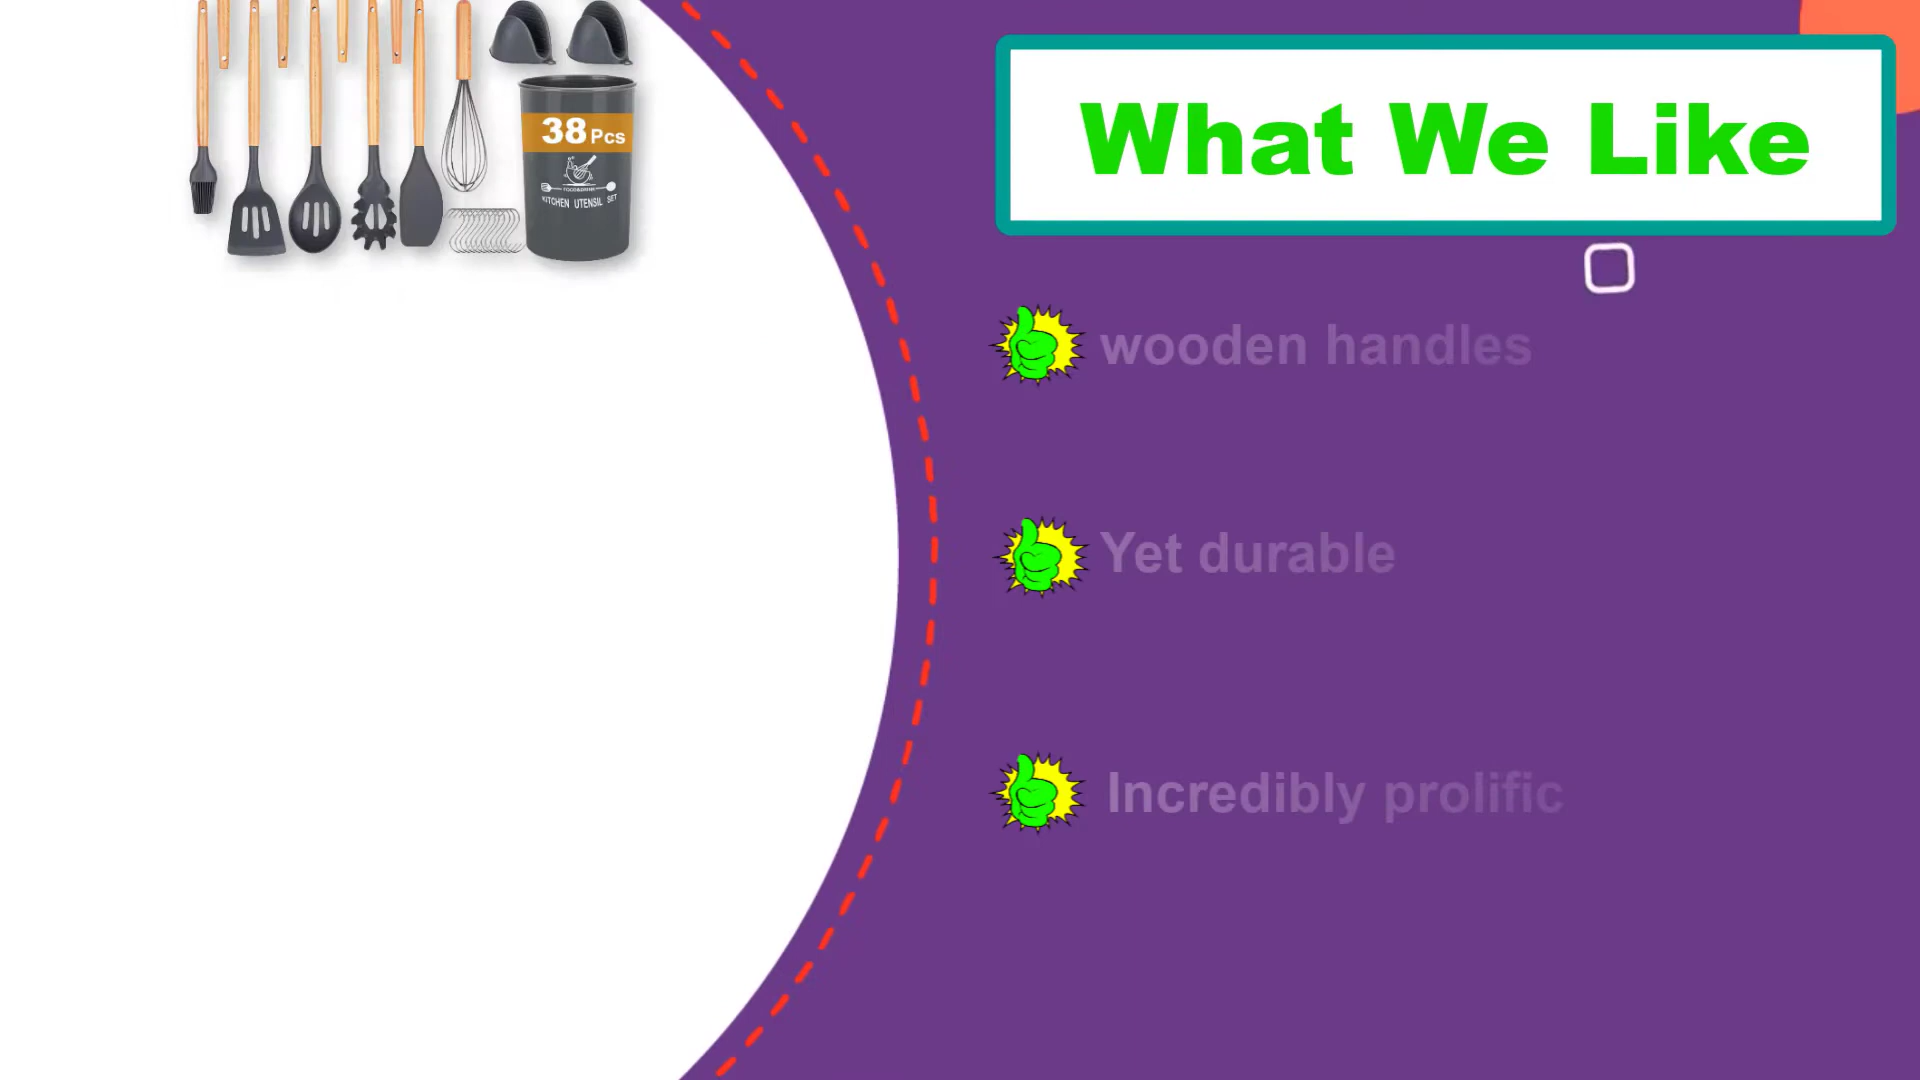 38 Pcs
KITCHEN UTENSIL SET
What We Like
wooden handles
Yet durable
Incredibly prolific